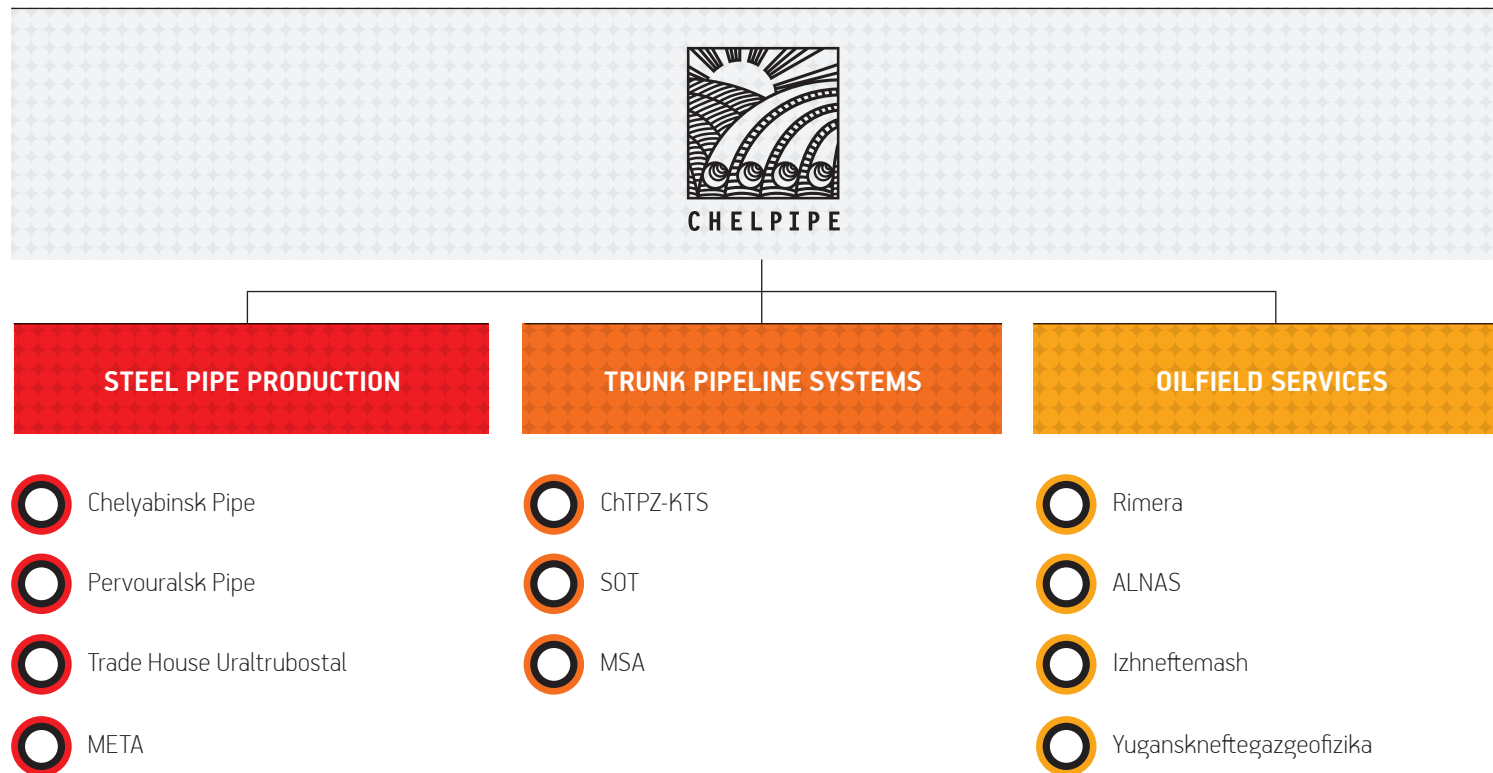 CHELPIPE
STEEL PIPE PRODUCTION
Chelyabinsk Pipe
Pervouralsk Pipe
Trade House Uraltrubostal
META
TRUNK PIPELINE SYSTEMS
ChTPZ-KTS
SOT
MSA
OILFIELD SERVICES
Rimera
ALNAS
Izhneftemash
Yuganskneftegazgeofizika